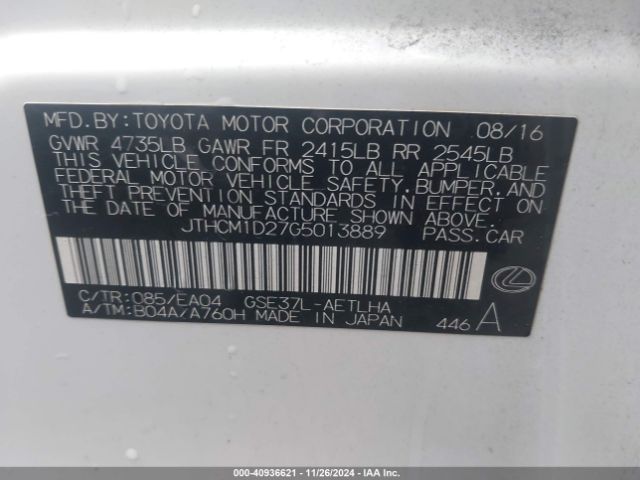 MFD.BY:TOYOTA MOTOR CORPORATION 08/16
GVWR 4735LB GAWR FR 2415LB RR 2545LB
THIS VEHICLE CONFORMS TO ALL APPLICABLE
FEDERAL MOTOR VEHICLE SAFETY,BUMPER,AND
THEFT PREVENTION STANDARDS IN EFFECT ON
THE DATE OF MANUFACTURE SHOWN ABOVE.
JTHCM1D27G5013889 PASS.CAR
C/TR:085/EA04 GSE37L-AETLHA
A/TM:B04A/A760H MADE IN JAPAN 446 A
000-40936621 | 11/26/2024 - IAAI.com